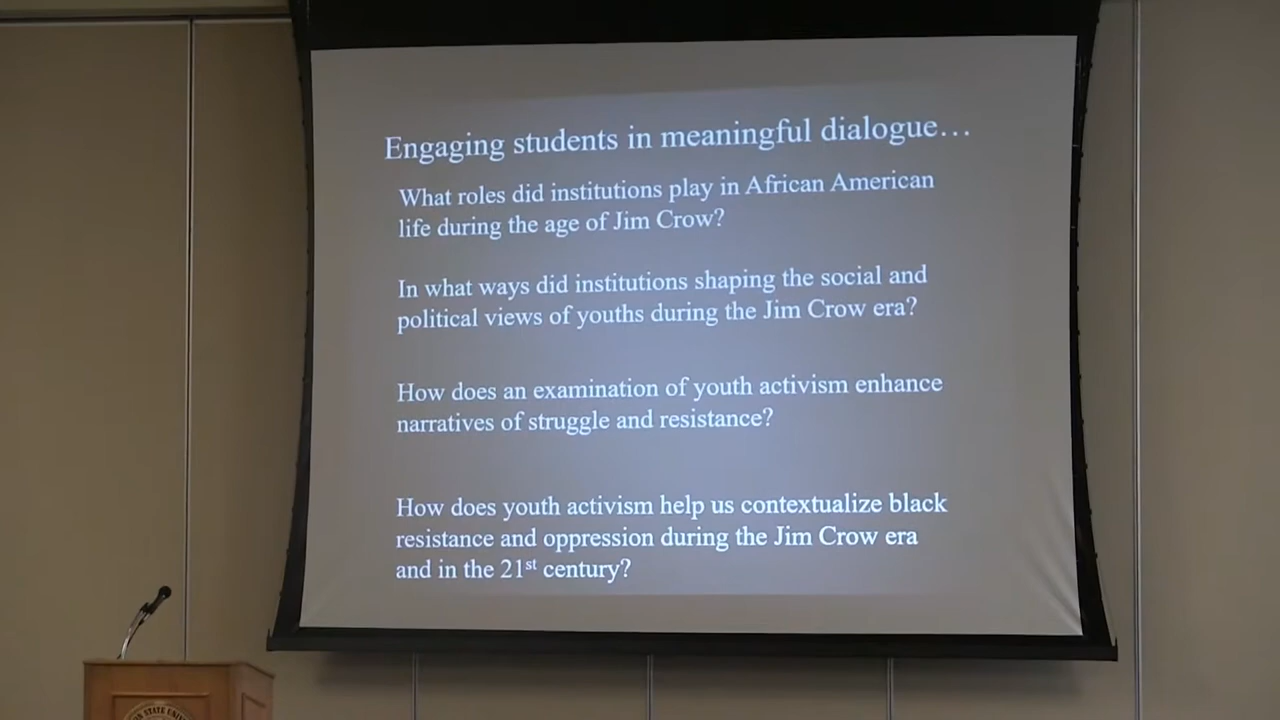 Engaging students in meaningful dialogue…
What roles did institutions play in African American
life during the age of Jim Crow?
In what ways did institutions shaping the social and
political views of youths during the Jim Crow era?
How does an examination of youth activism enhance
narratives of struggle and resistance?
How does youth activism help us contextualize black
resistance and oppression during the Jim Crow era
and in the 21st century?
STATE